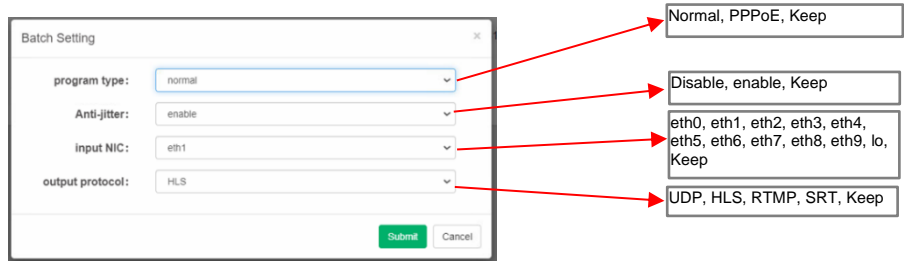 Batch Setting ×
program type: normal
Anti-jitter: enable
input NIC: eth1
output protocol: HLS
Submit Cancel
Normal, PPPoE, Keep
Disable, enable, Keep
eth0, eth1, eth2, eth3, eth4,
eth5, eth6, eth7, eth8, eth9, lo,
Keep
UDP, HLS, RTMP, SRT, Keep